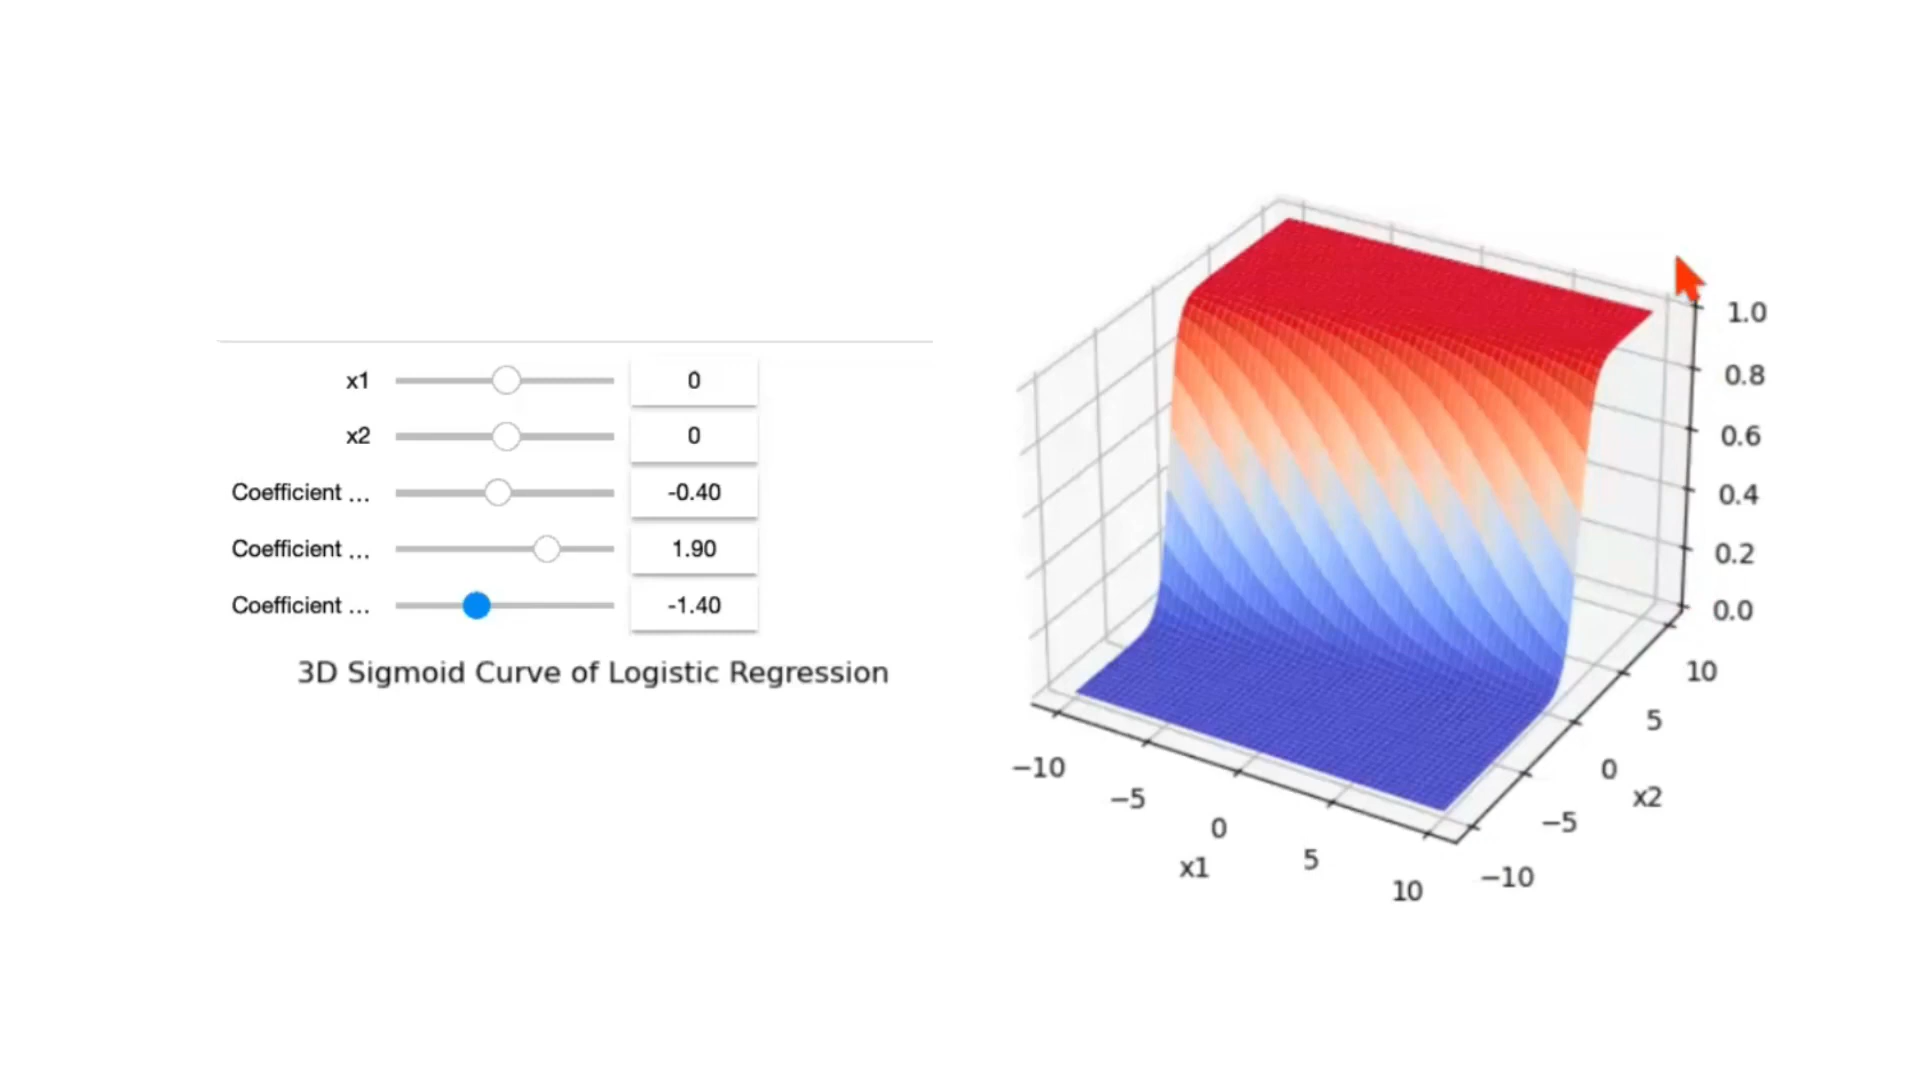 x1 0
x2 0
Coefficient ... -0.40
Coefficient ... 1.90
Coefficient ... -1.40
3D Sigmoid Curve of Logistic Regression
1.0
0.8
0.6
0.4
0.2
0.0
10
5
0
−5
−10
x2
−10
−5
0
5
10
x1